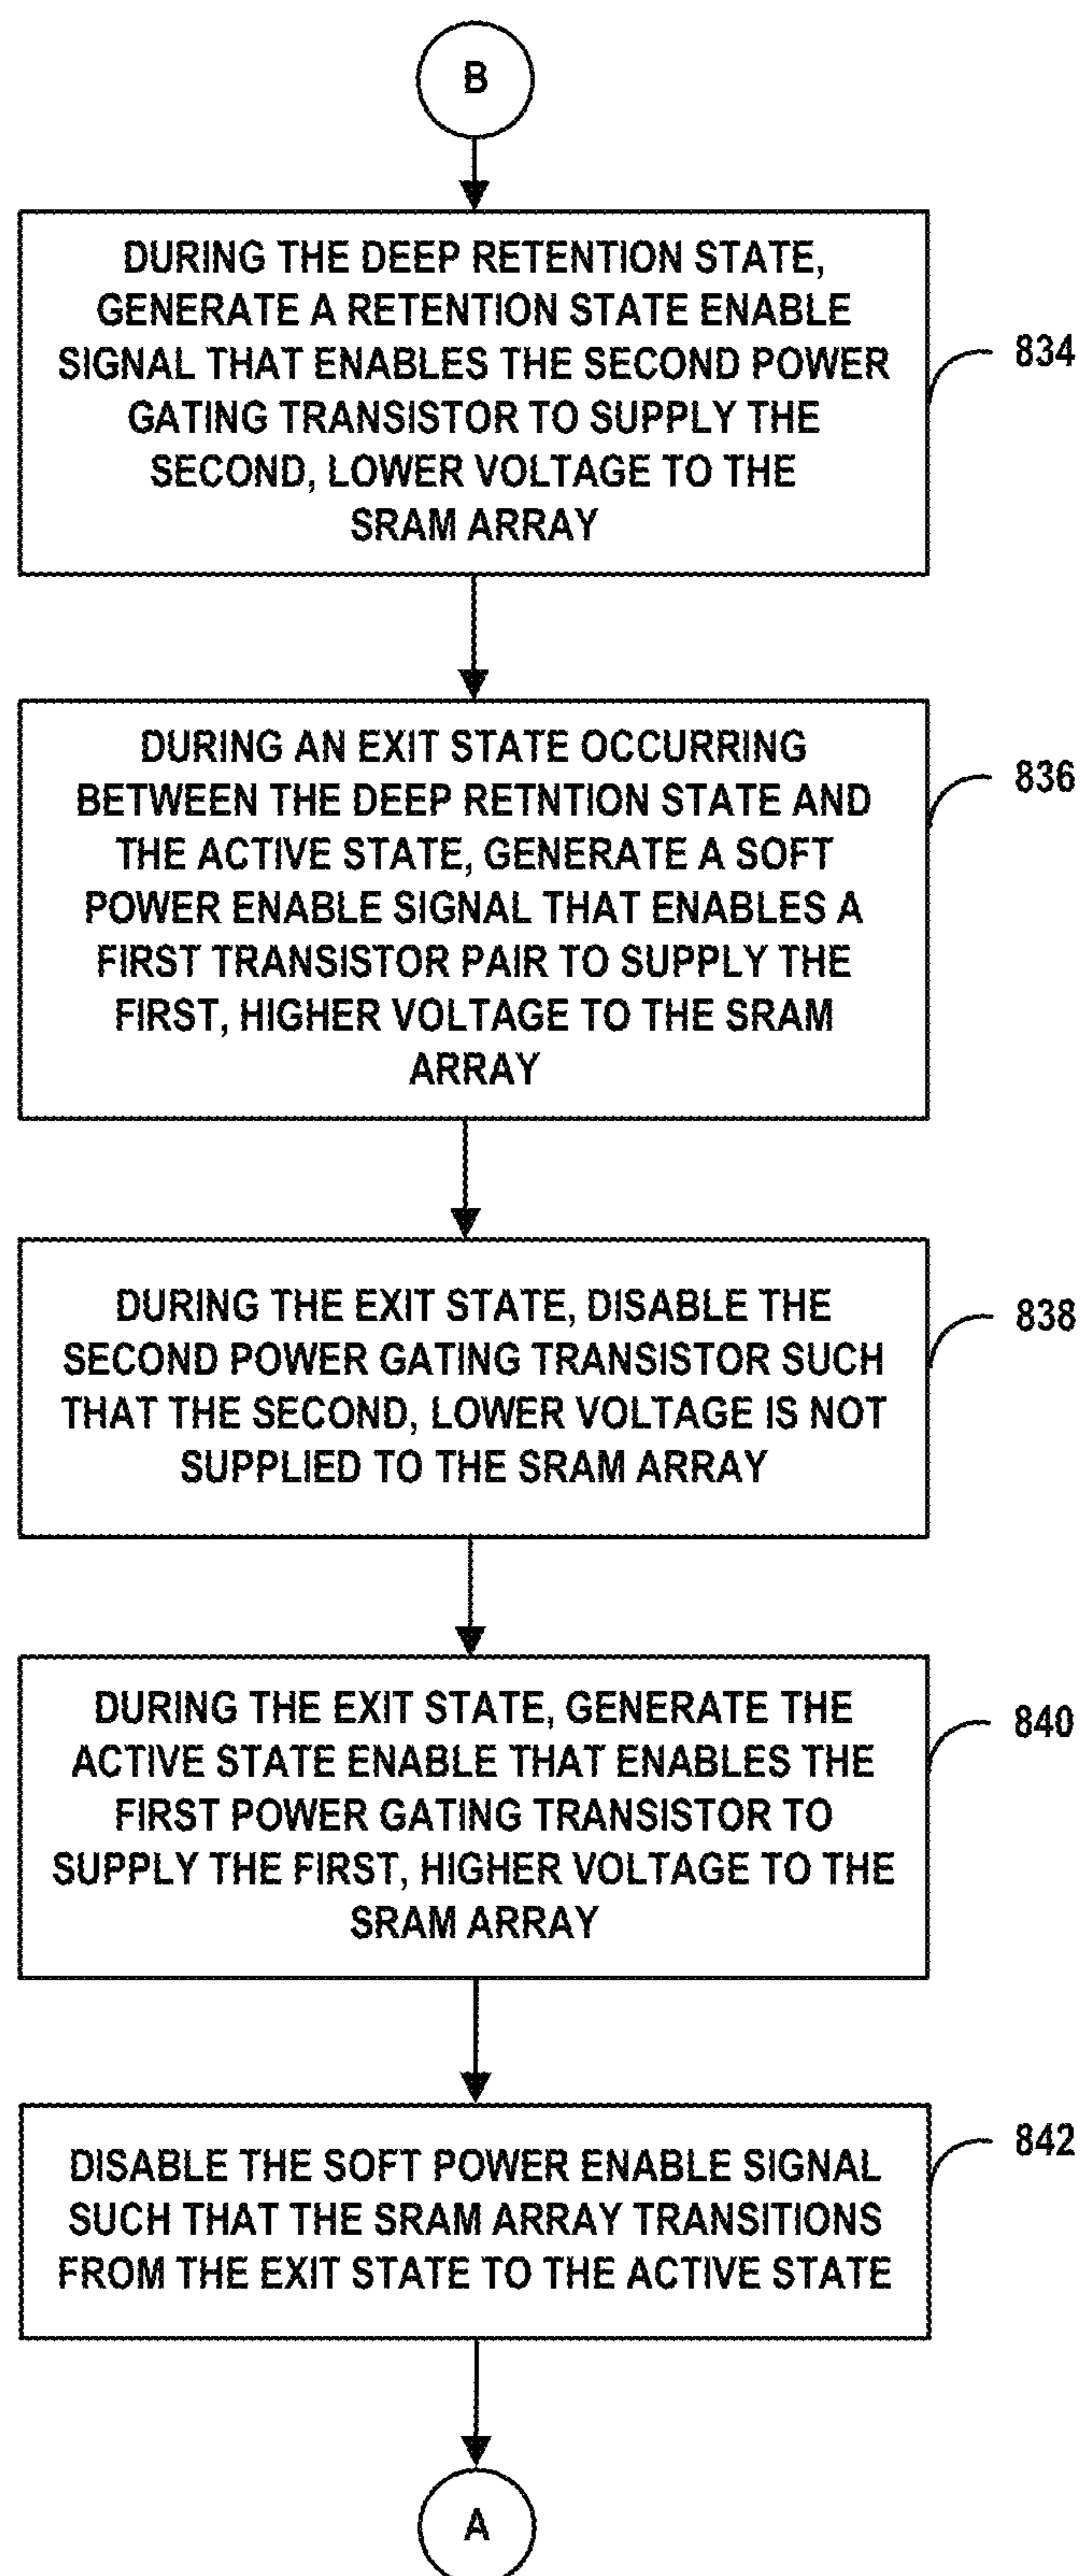 B
DURING THE DEEP RETENTION STATE,
GENERATE A RETENTION STATE ENABLE
SIGNAL THAT ENABLES THE SECOND POWER
GATING TRANSISTOR TO SUPPLY THE
SECOND, LOWER VOLTAGE TO THE
SRAM ARRAY
834
DURING AN EXIT STATE OCCURRING
BETWEEN THE DEEP RETNTION STATE AND
THE ACTIVE STATE, GENERATE A SOFT
POWER ENABLE SIGNAL THAT ENABLES A
FIRST TRANSISTOR PAIR TO SUPPLY THE
FIRST, HIGHER VOLTAGE TO THE SRAM
ARRAY
836
DURING THE EXIT STATE, DISABLE THE
SECOND POWER GATING TRANSISTOR SUCH
THAT THE SECOND, LOWER VOLTAGE IS NOT
SUPPLIED TO THE SRAM ARRAY
838
DURING THE EXIT STATE, GENERATE THE
ACTIVE STATE ENABLE THAT ENABLES THE
FIRST POWER GATING TRANSISTOR TO
SUPPLY THE FIRST, HIGHER VOLTAGE TO THE
SRAM ARRAY
840
DISABLE THE SOFT POWER ENABLE SIGNAL
SUCH THAT THE SRAM ARRAY TRANSITIONS
FROM THE EXIT STATE TO THE ACTIVE STATE
842
A